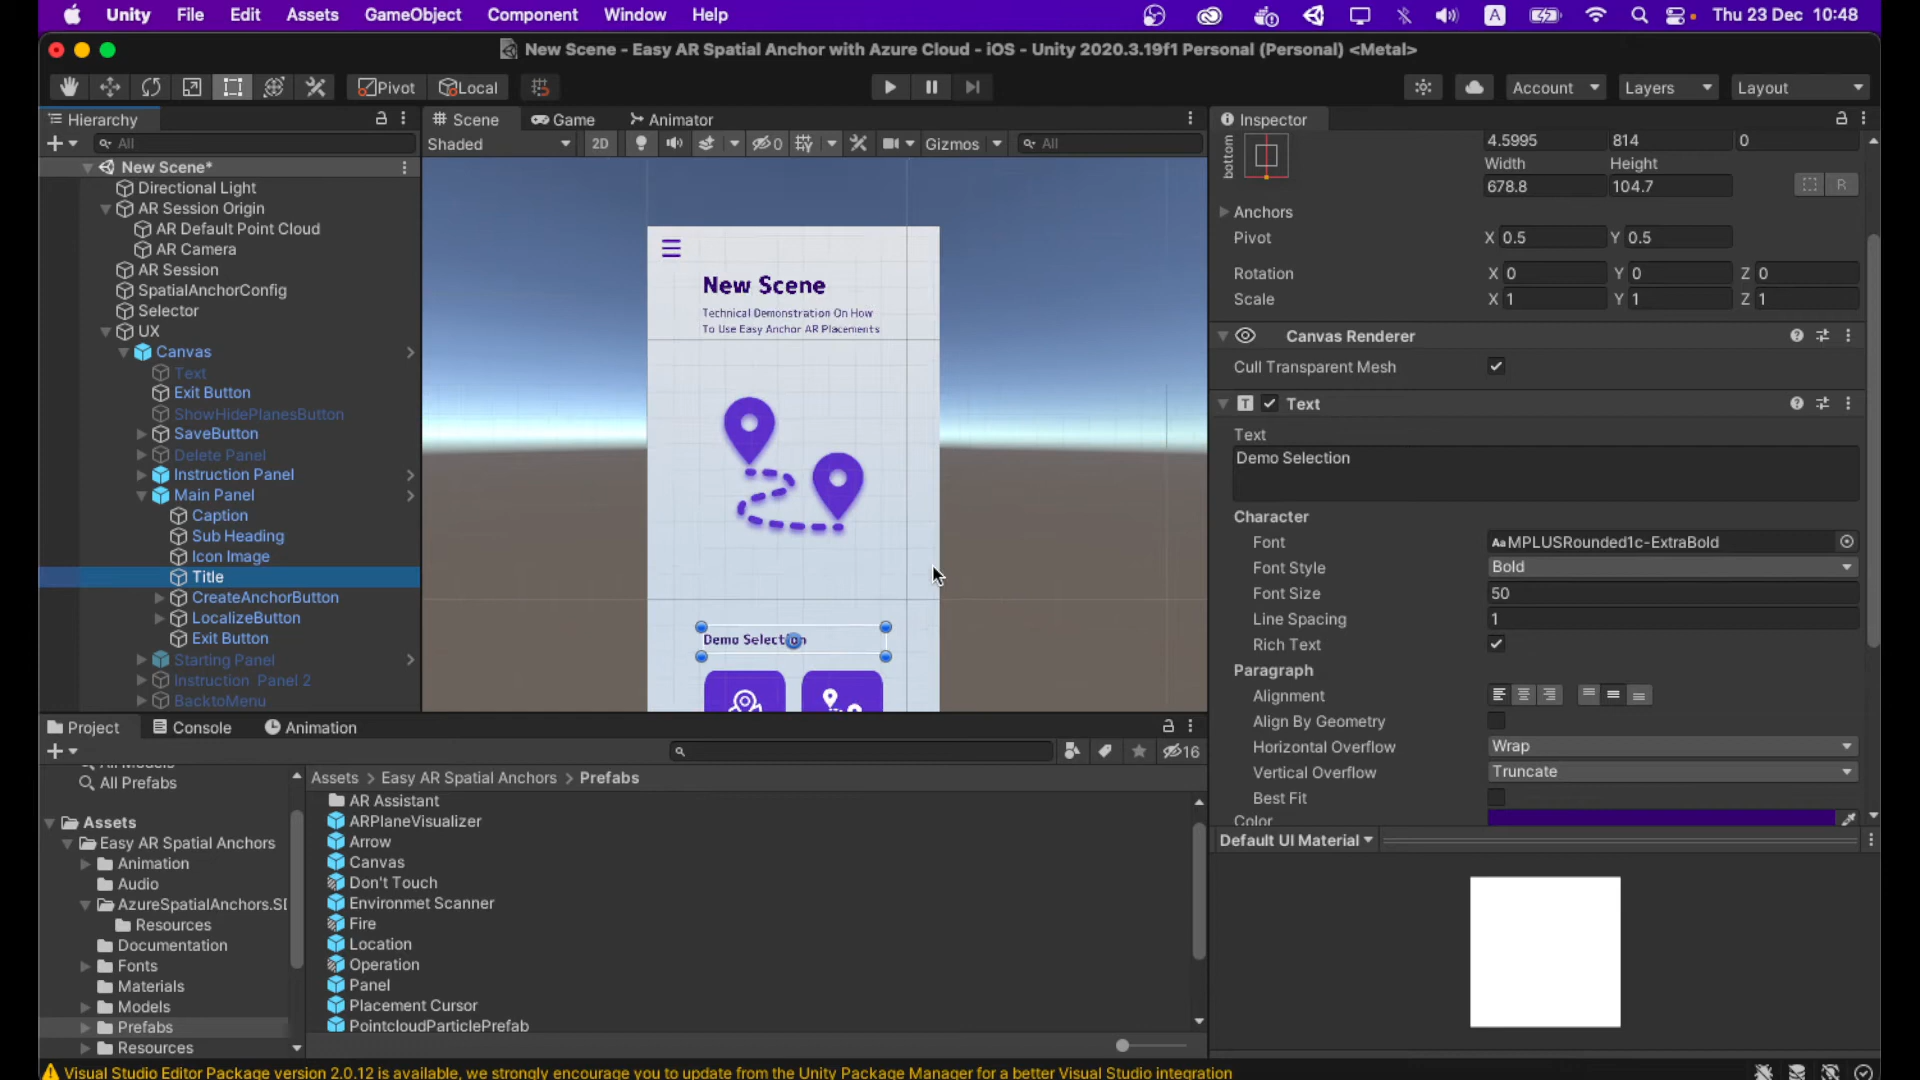 Unity File Edit Assets GameObject Component Window Help A Thu 23 Dec 10:48
New Scene - Easy AR Spatial Anchor with Azure Cloud - iOS - Unity 2020.3.19f1 Personal (Personal) <Metal>
Pivot Local Account Layers Layout
Hierarchy
All
New Scene*
Directional Light
AR Session Origin
AR Default Point Cloud
AR Camera
AR Session
SpatialAnchorConfig
Selector
UX
Canvas
Text
Exit Button
ShowHidePlanesButton
SaveButton
Delete Panel
Instruction Panel
Main Panel
Caption
Sub Heading
Icon Image
Title
CreateAnchorButton
LocalizeButton
Exit Button
Starting Panel
Instruction Panel 2
BacktoMenu
Scene Game Animator
Shaded 2D 0 Gizmos All
New Scene
Technical Demonstration On How
To Use Easy Anchor AR Placements
Demo Selection
Inspector
bottom
4.5995 814 0
Width Height
678.8 104.7 R
Anchors
Pivot X 0.5 Y 0.5
Rotation X 0 Y 0 Z 0
Scale X 1 Y 1 Z 1
Canvas Renderer
Cull Transparent Mesh
T Text
Text
Demo Selection
Character
Font Aa MPLUSRounded1c-ExtraBold
Font Style Bold
Font Size 50
Line Spacing 1
Rich Text
Paragraph
Alignment
Align By Geometry
Horizontal Overflow Wrap
Vertical Overflow Truncate
Best Fit
Color
Default UI Material
Project Console Animation
16
All Models
All Prefabs
Assets
Easy AR Spatial Anchors
Animation
Audio
AzureSpatialAnchors.SI
Resources
Documentation
Fonts
Materials
Models
Prefabs
Resources
Assets > Easy AR Spatial Anchors > Prefabs
AR Assistant
ARPlaneVisualizer
Arrow
Canvas
Don't Touch
Environmet Scanner
Fire
Location
Operation
Panel
Placement Cursor
PointcloudParticlePrefab
Visual Studio Editor Package version 2.0.12 is available, we strongly encourage you to update from the Unity Package Manager for a better Visual Studio integration